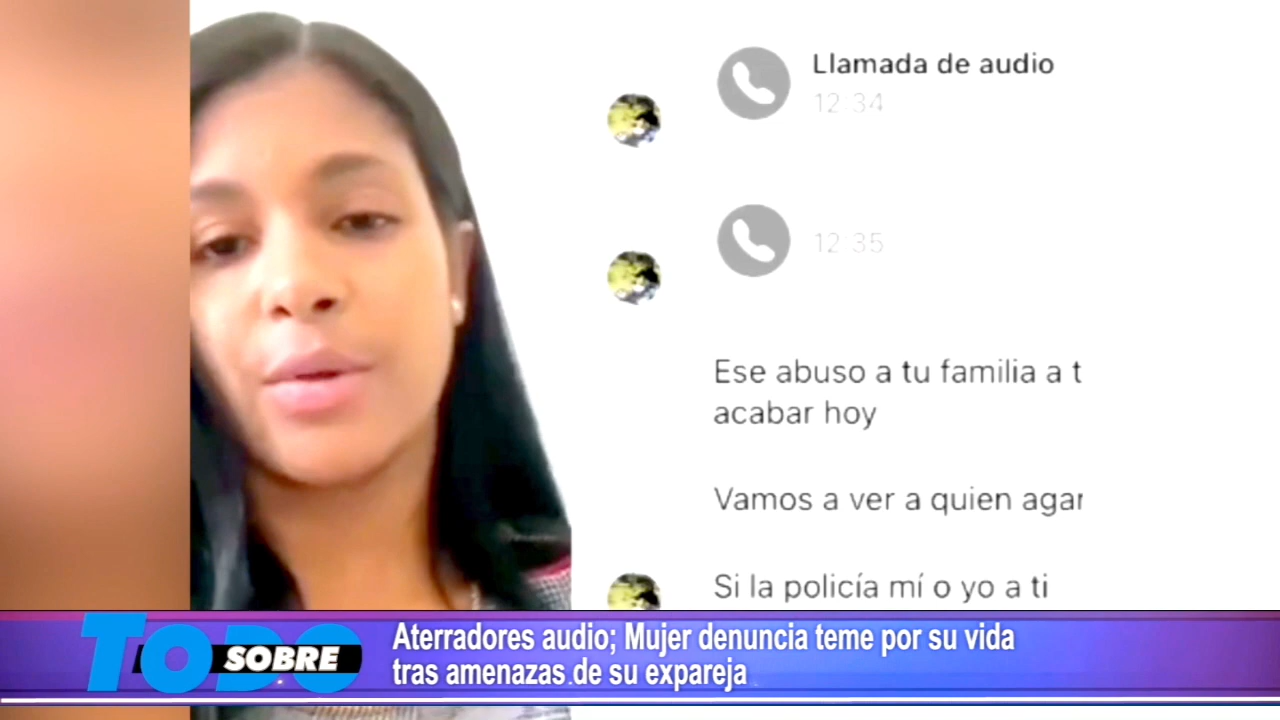 Llamada de audio
12:34
12:35
Ese abuso a tu familia a t
acabar hoy
Vamos a ver a quien agar
Si la policía mí o yo a ti
TODO
SOBRE
Aterradores audio; Mujer denuncia teme por su vida
tras amenazas de su expareja